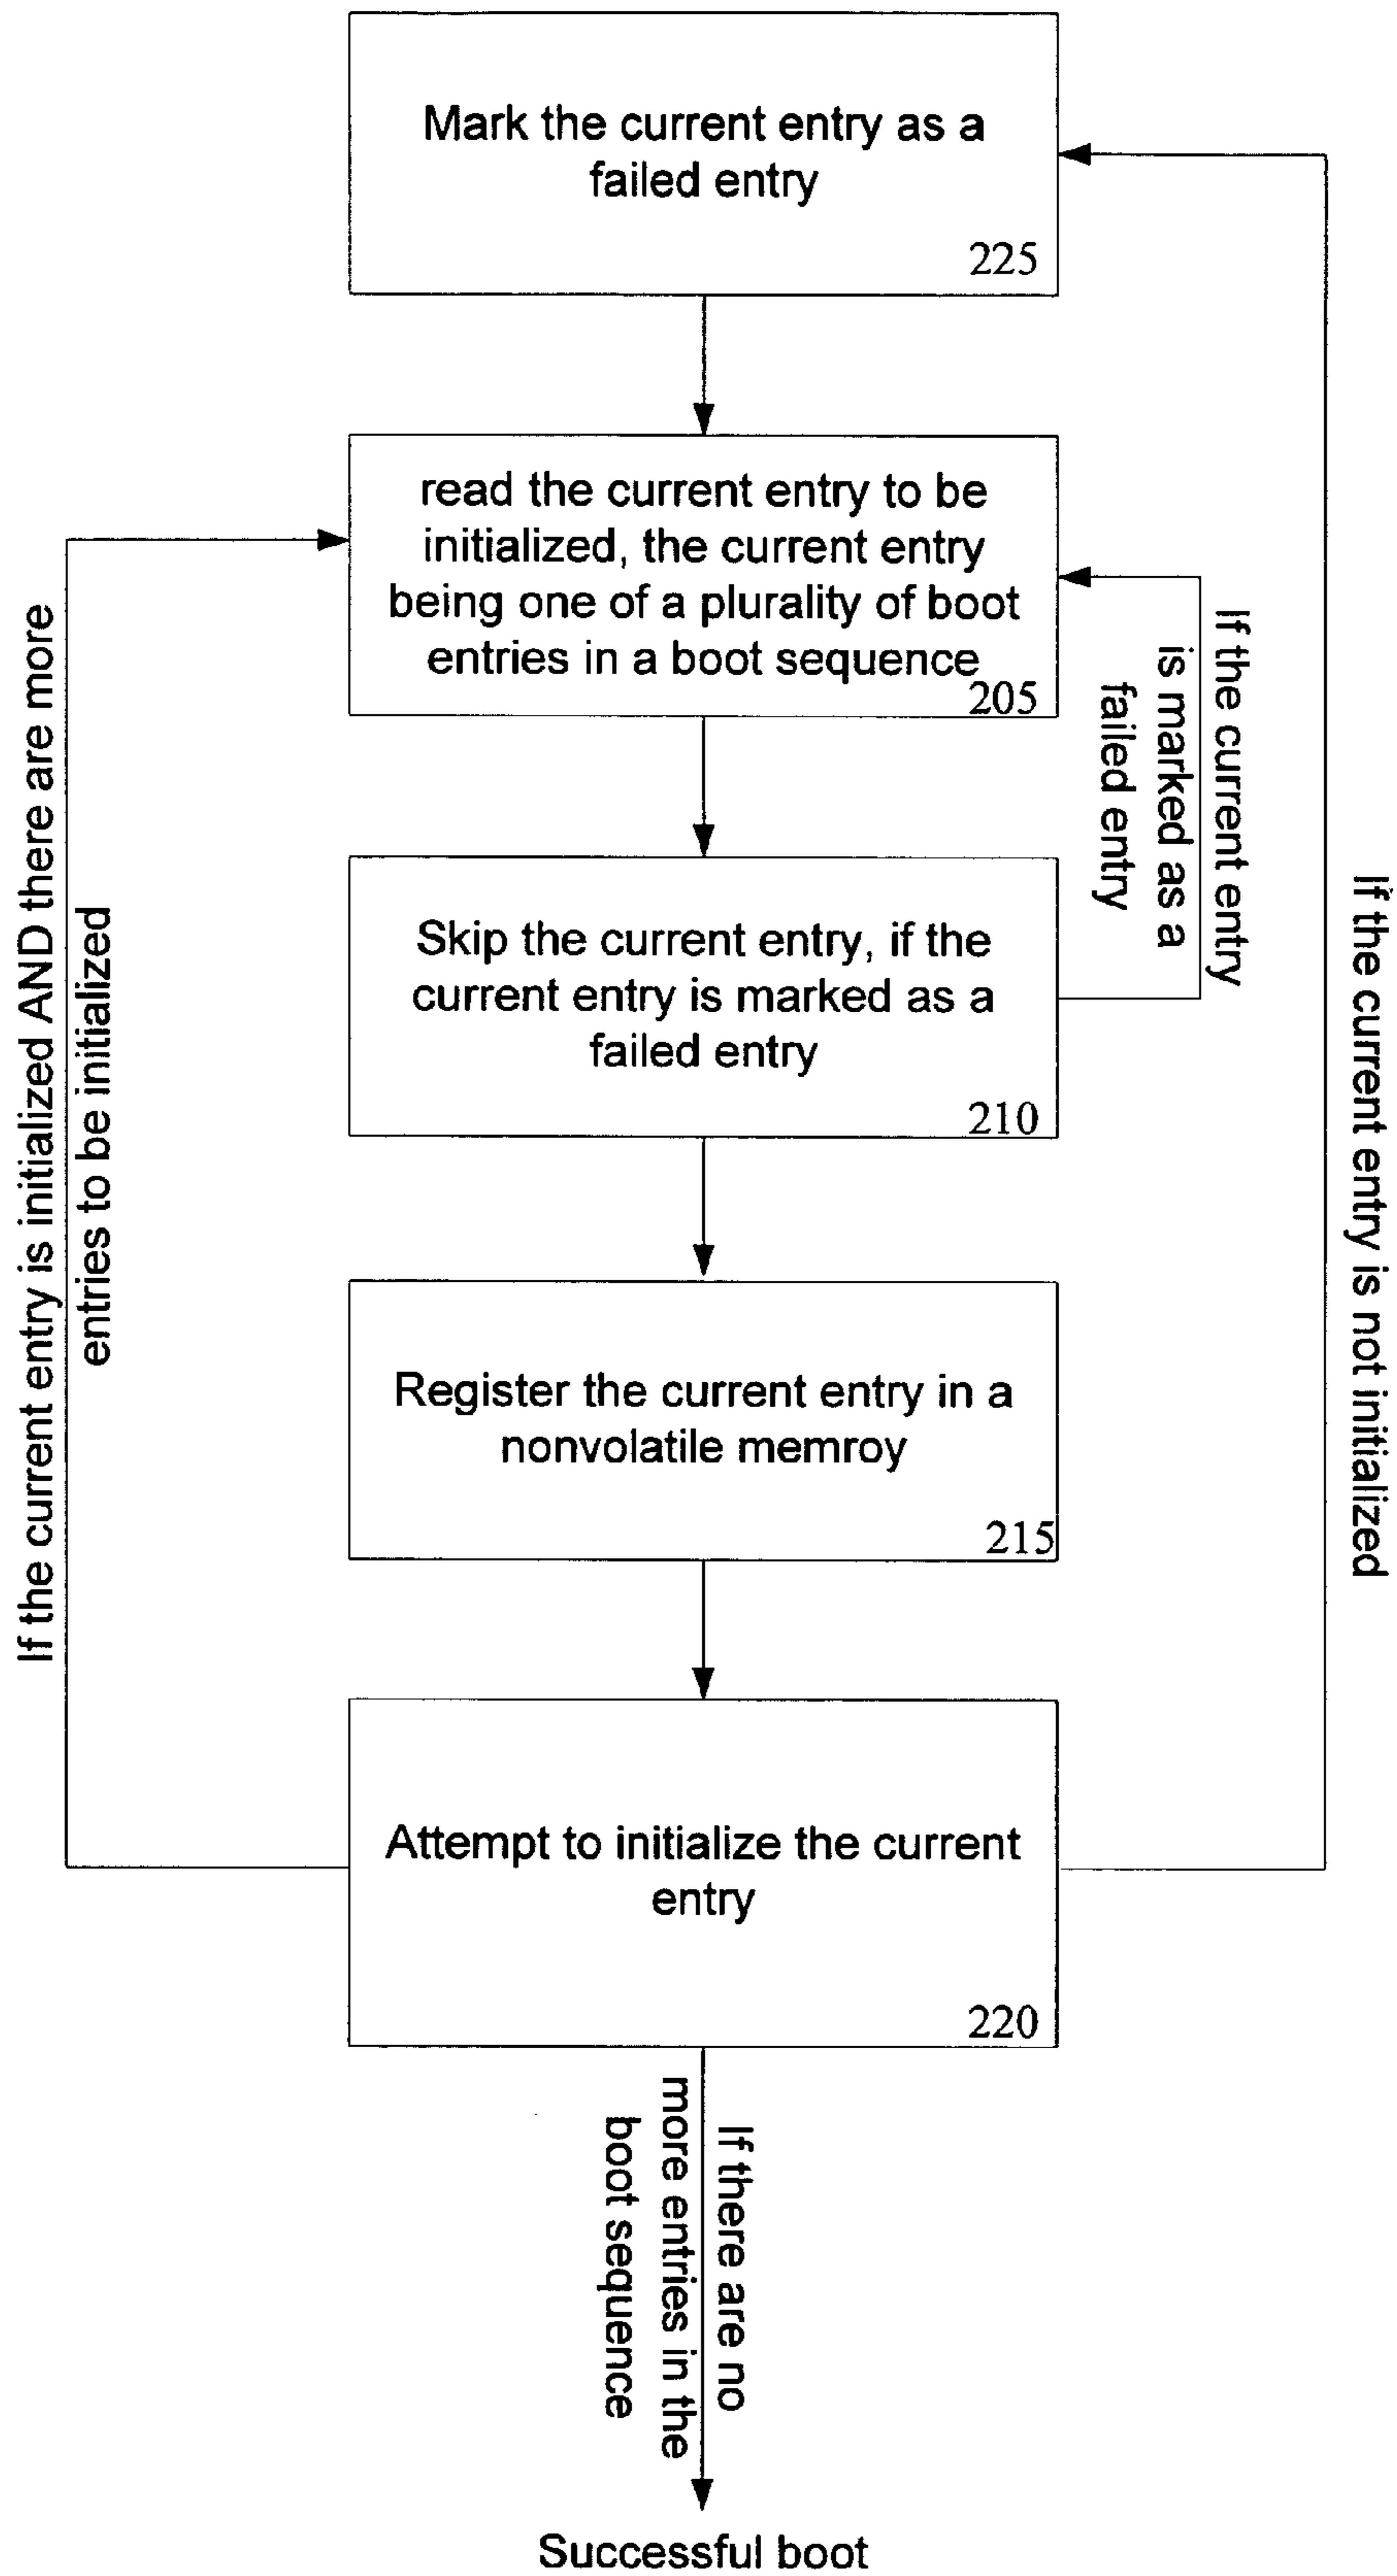 Mark the current entry as a
failed entry
225
read the current entry to be
initialized, the current entry
being one of a plurality of boot
entries in a boot sequence
205
If the current entry
is marked as a
failed entry
Skip the current entry, if the
current entry is marked as a
failed entry
210
Register the current entry in a
nonvolatile memroy
215
Attempt to initialize the current
entry
220
If the current entry is initialized AND there are more
entries to be initialized
If the current entry is not initialized
If there are no
more entries in the
boot sequence
Successful boot